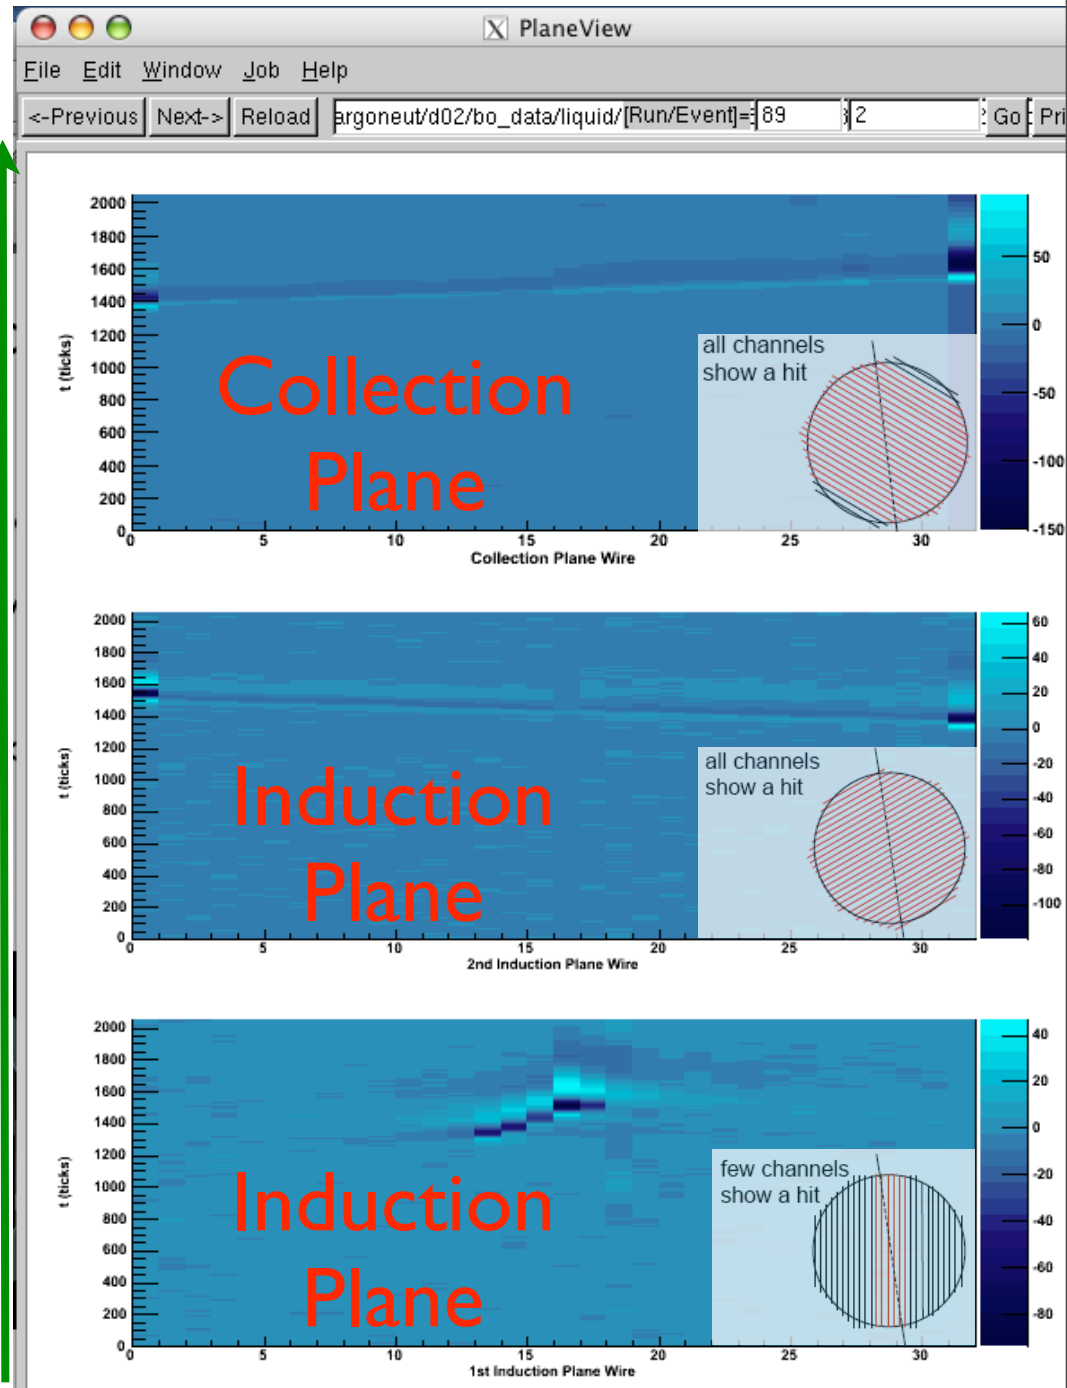 PlaneView
File Edit Window Job Help
<-Previous Next-> Reload argoneut/d02/bo_data/liquid/ [Run/Event]= 89 2 Go Pri
2000
1800
1600
1400
1200
1000
800
600
400
200
0
t (ticks)
Collection
Plane
all channels
show a hit
50
0
-50
-100
-150
0 5 10 15 20 25 30
Collection Plane Wire
2000
1800
1600
1400
1200
1000
800
600
400
200
0
t (ticks)
Induction
Plane
all channels
show a hit
60
40
20
0
-20
-40
-60
-80
-100
0 5 10 15 20 25 30
2nd Induction Plane Wire
2000
1800
1600
1400
1200
1000
800
600
400
200
0
t (ticks)
Induction
Plane
few channels
show a hit
40
20
0
-20
-40
-60
-80
0 5 10 15 20 25 30
1st Induction Plane Wire